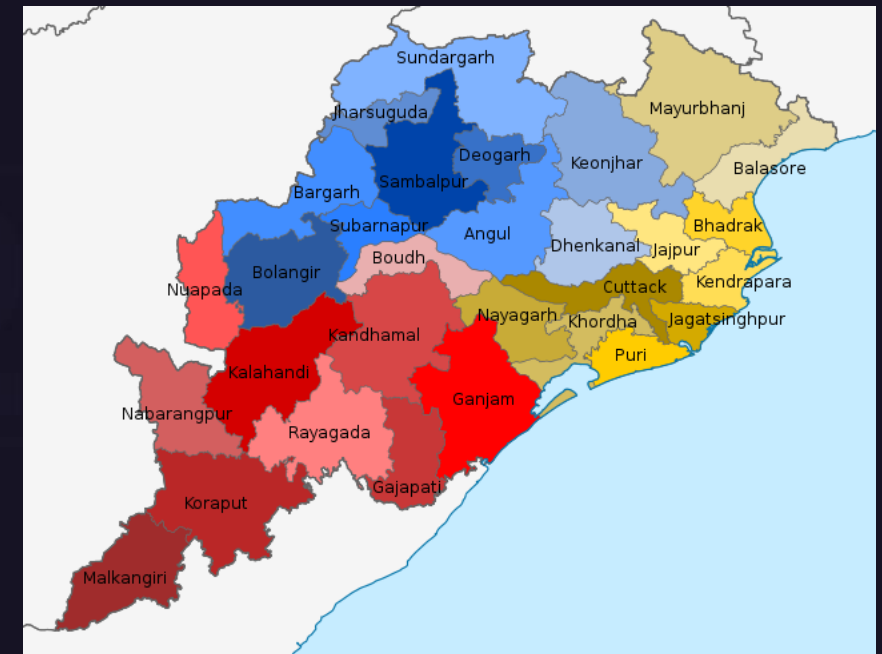 Sundargarh
Mayurbhanj
Jharsuguda
Deogarh
Keonjhar
Balasore
Sambalpur
Bargarh
Subarnapur
Bhadrak
Angul
Dhenkanal
Jajpur
Boudh
Bolangir
Kendrapara
Nuapada
Cuttack
Nayagarh
Khordha
Jagatsinghpur
Kandhamal
Puri
Kalahandi
Ganjam
Nabarangpur
Rayagada
Gajapati
Koraput
Malkangiri